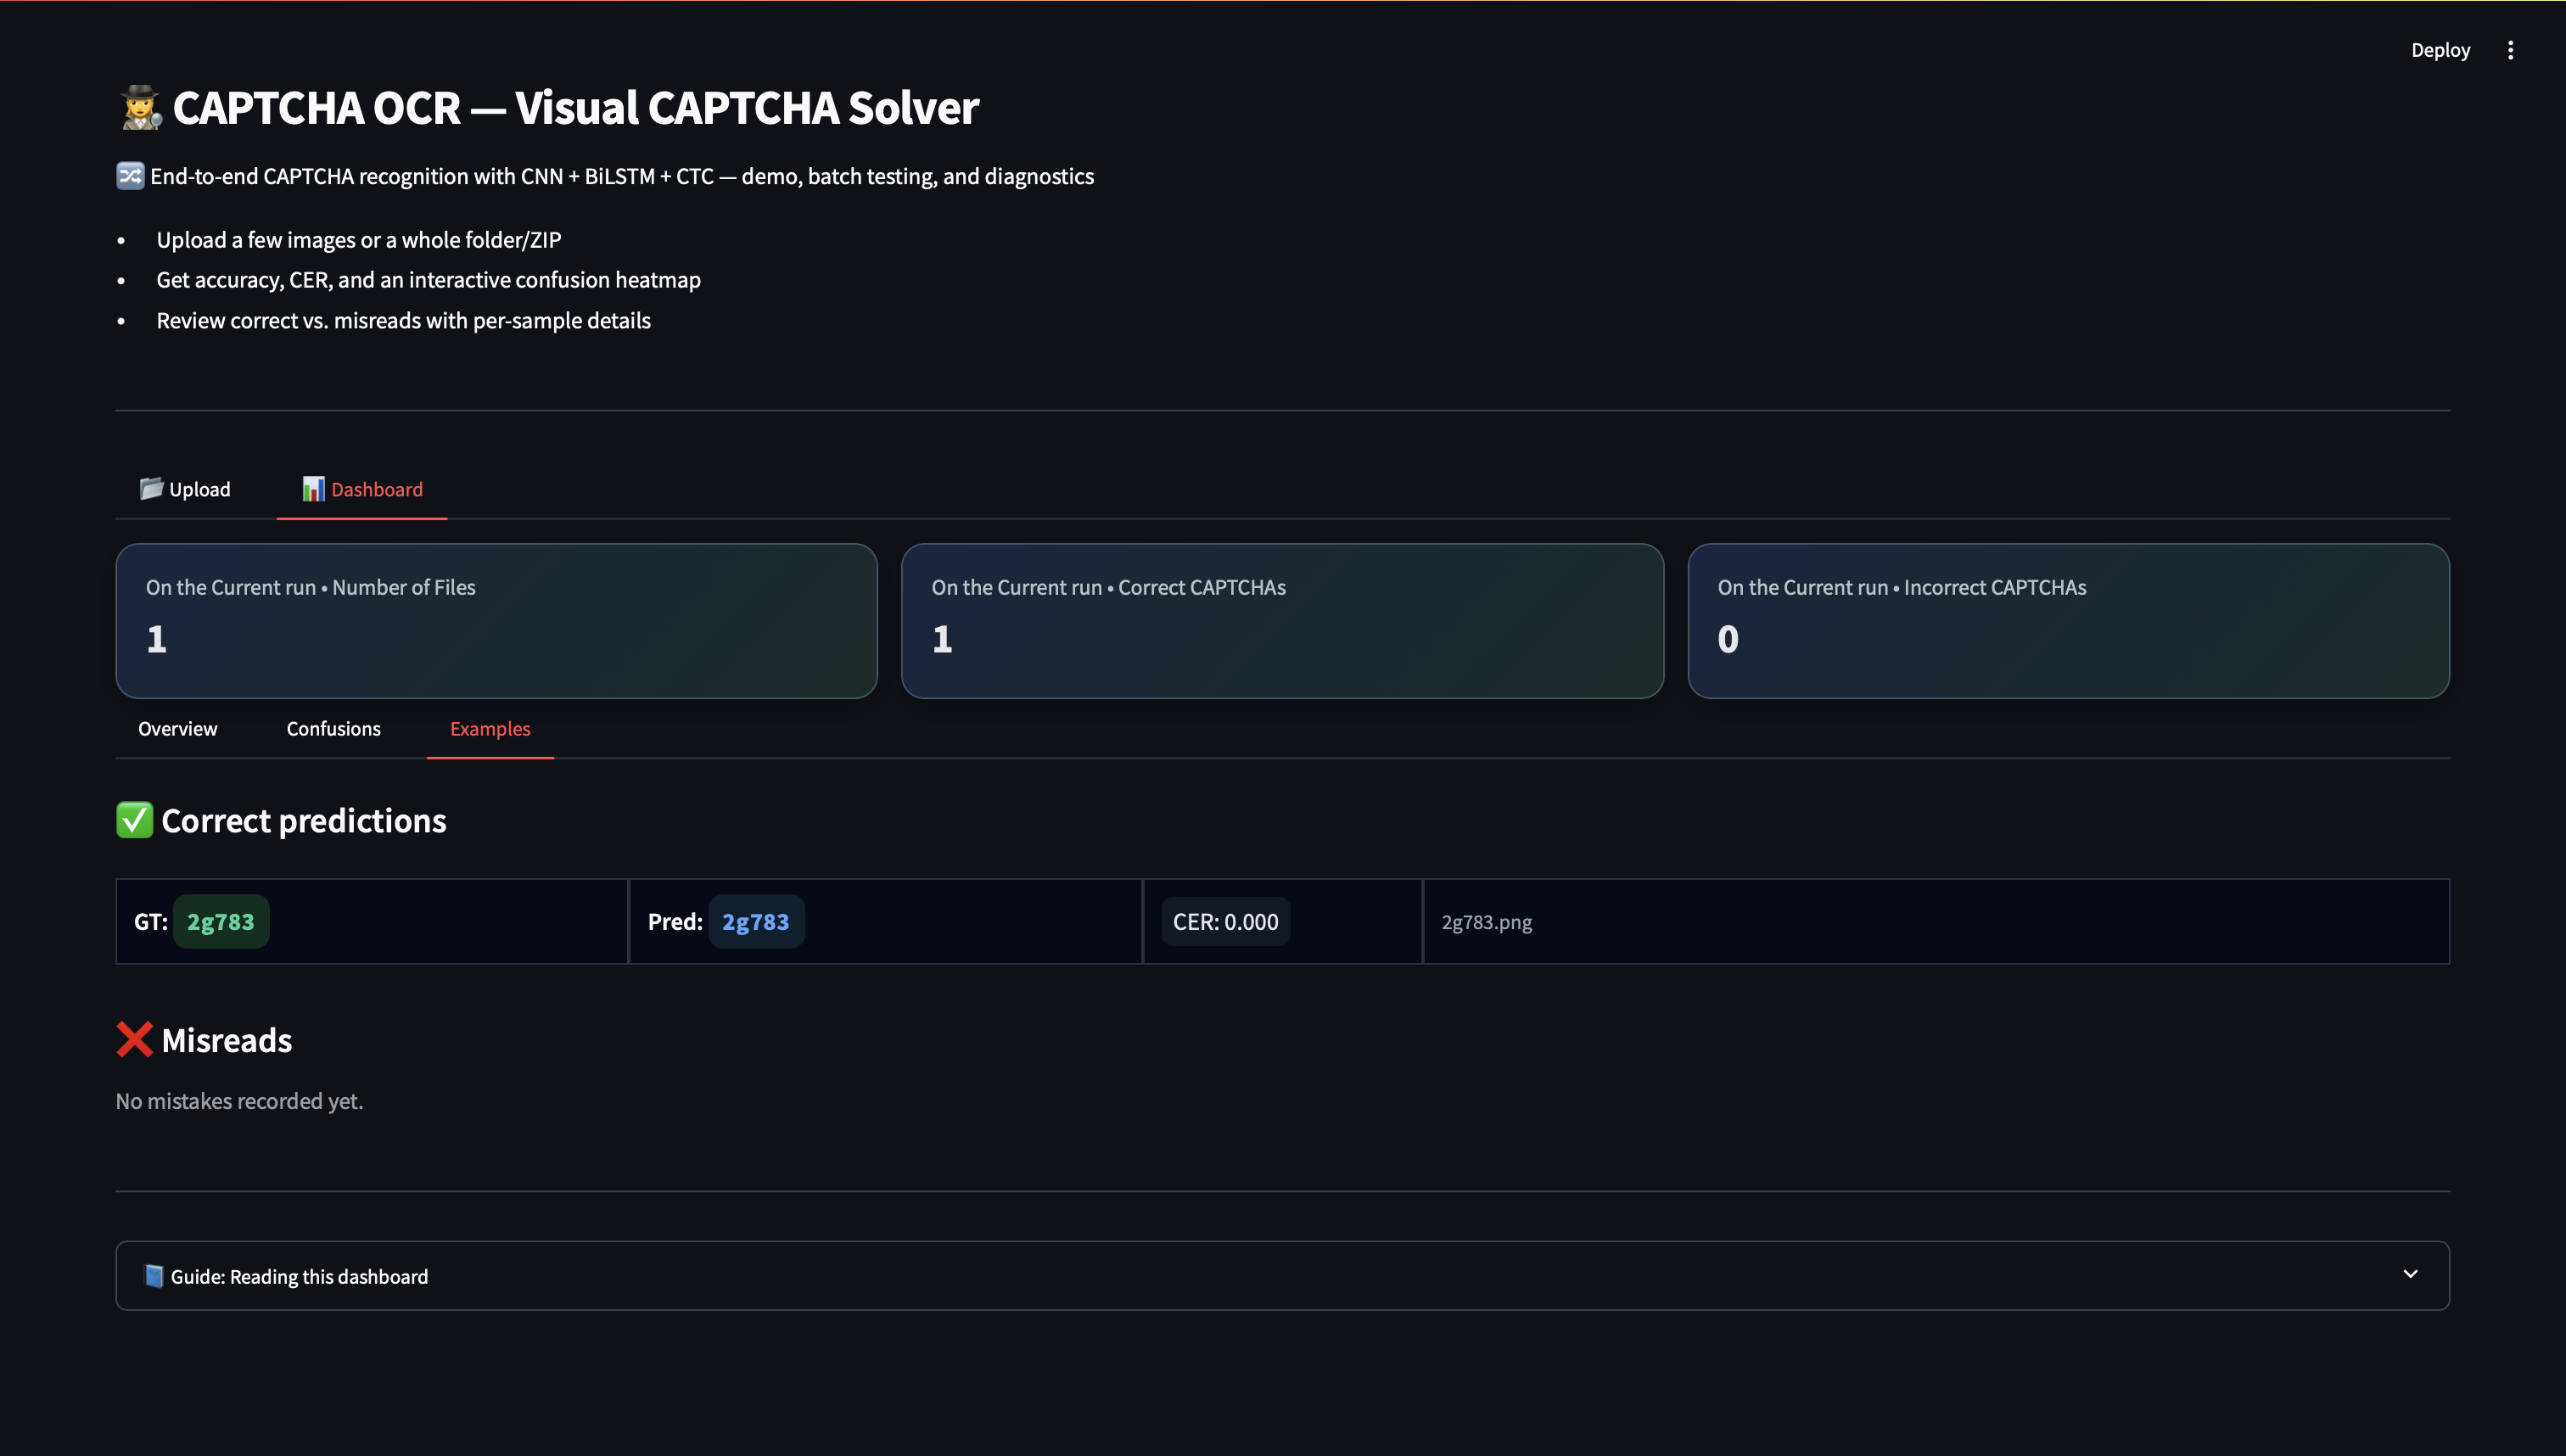 Deploy
CAPTCHA OCR — Visual CAPTCHA Solver
End-to-end CAPTCHA recognition with CNN + BiLSTM + CTC — demo, batch testing, and diagnostics
• Upload a few images or a whole folder/ZIP
• Get accuracy, CER, and an interactive confusion heatmap
• Review correct vs. misreads with per-sample details
Upload Dashboard
On the Current run • Number of Files
1
On the Current run • Correct CAPTCHAs
1
On the Current run • Incorrect CAPTCHAs
0
Overview Confusions Examples
Correct predictions
GT: 2g783 Pred: 2g783 CER: 0.000 2g783.png
Misreads
No mistakes recorded yet.
Guide: Reading this dashboard